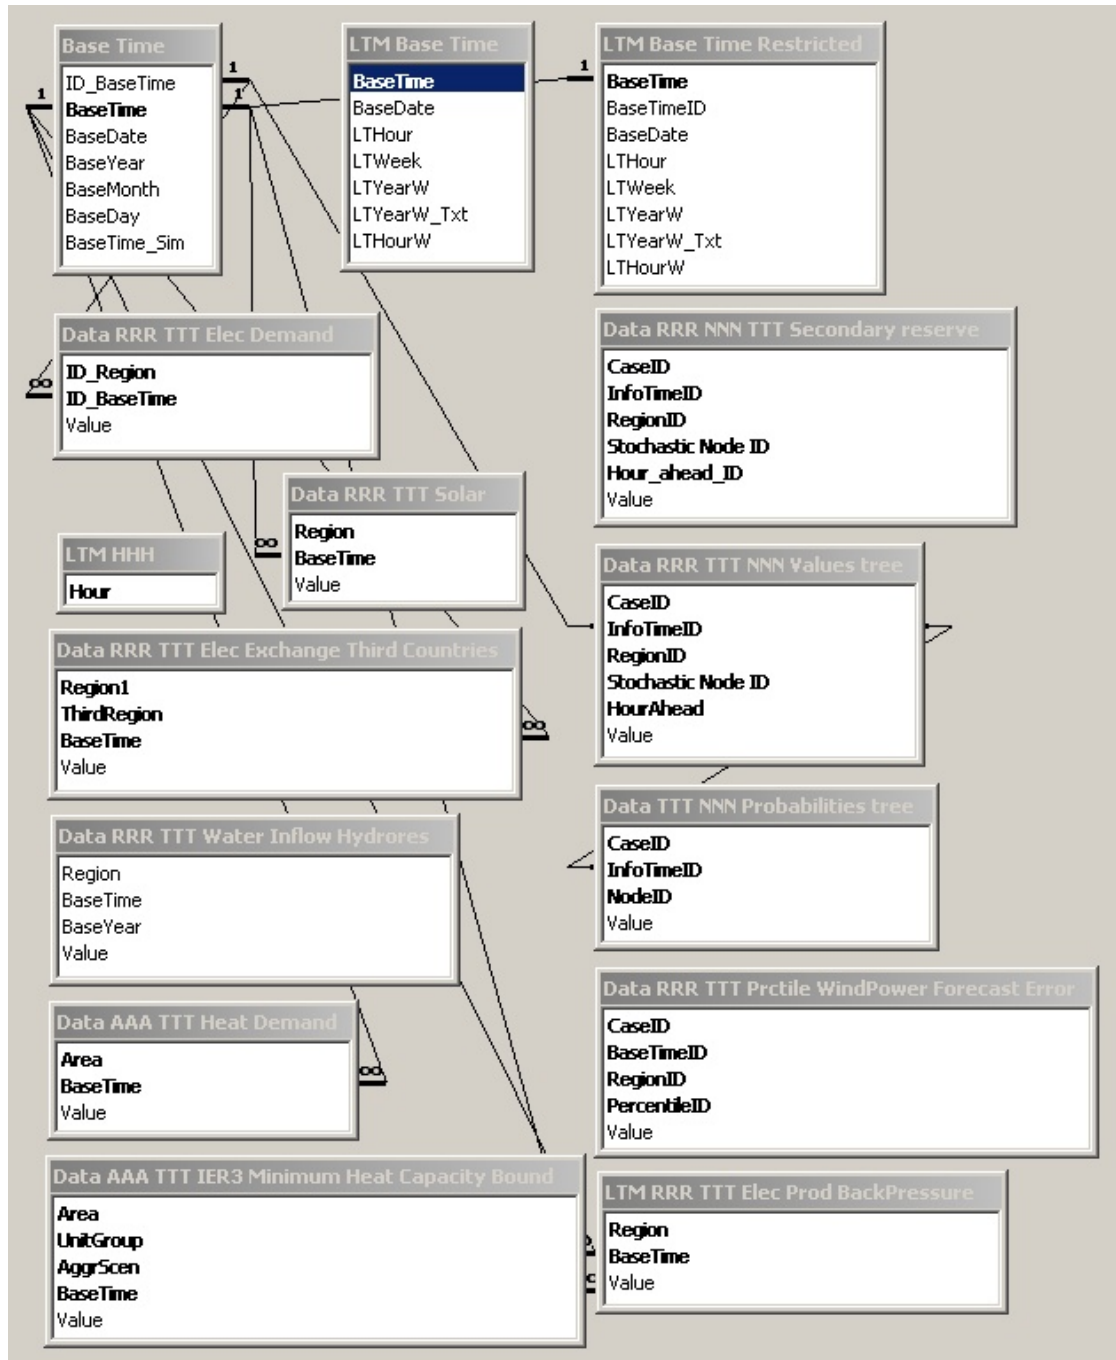 Base Time
ID_BaseTime
BaseTime
BaseDate
BaseYear
BaseMonth
BaseDay
BaseTime_Sim
1
1
1
LTM Base Time
BaseTime
BaseDate
LTHour
LTWeek
LTYearW
LTYearW_Txt
LTHourW
1
LTM Base Time Restricted
BaseTime
BaseTimeID
BaseDate
LTHour
LTWeek
LTYearW
LTYearW_Txt
LTHourW
Data RRR TTT Elec Demand
ID_Region
ID_BaseTime
Value
∞
Data RRR NNN TTT Secondary reserve
CaseID
InfoTimeID
RegionID
Stochastic Node ID
Hour_ahead_ID
Value
Data RRR TTT Solar
Region
BaseTime
Value
∞
LTM HHH
Hour
Data RRR TTT NNN Values tree
CaseID
InfoTimeID
RegionID
Stochastic Node ID
HourAhead
Value
Data RRR TTT Elec Exchange Third Countries
Region1
ThirdRegion
BaseTime
Value
∞
Data TTT NNN Probabilities tree
CaseID
InfoTimeID
NodeID
Value
Data RRR TTT Water Inflow Hydrores
Region
BaseTime
BaseYear
Value
Data RRR TTT Prctile WindPower Forecast Error
CaseID
BaseTimeID
RegionID
PercentileID
Value
Data AAA TTT Heat Demand
Area
BaseTime
Value
∞
Data AAA TTT IER3 Minimum Heat Capacity Bound
Area
UnitGroup
AggrScen
BaseTime
Value
LTM RRR TTT Elec Prod BackPressure
Region
BaseTime
Value